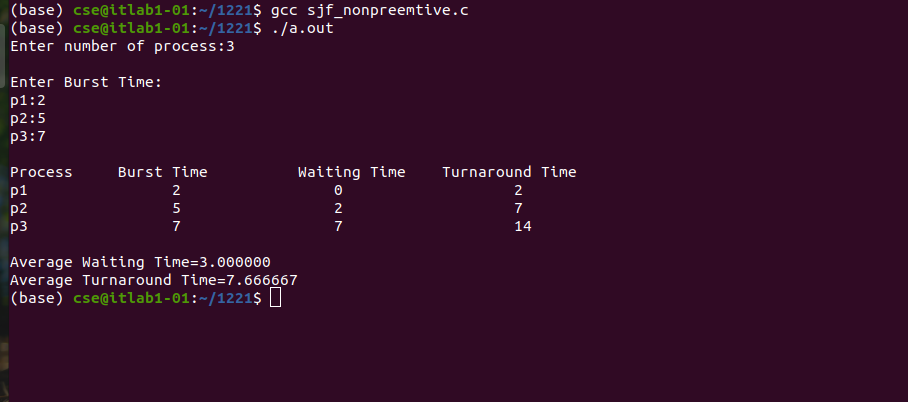 (base) cse@itlab1-01:~/1221$ gcc sjf_nonpreemtive.c
(base) cse@itlab1-01:~/1221$ ./a.out
Enter number of process:3
Enter Burst Time:
p1:2
p2:5
p3:7
Process Burst Time Waiting Time Turnaround Time
p1 2 0 2
p2 5 2 7
p3 7 7 14
Average Waiting Time=3.000000
Average Turnaround Time=7.666667
(base) cse@itlab1-01:~/1221$